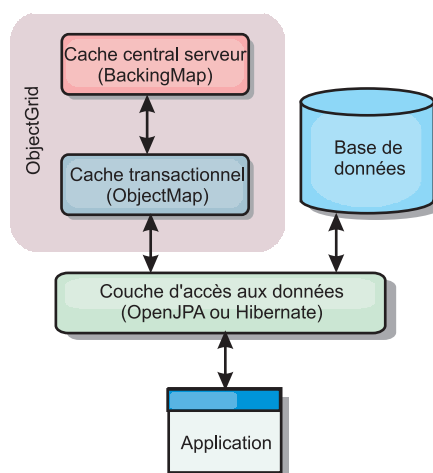 ObjectGrid
Cache central serveur
(BackingMap)
Cache transactionnel
(ObjectMap)
Base de
données
Couche d'accès aux données
(OpenJPA ou Hibernate)
Application